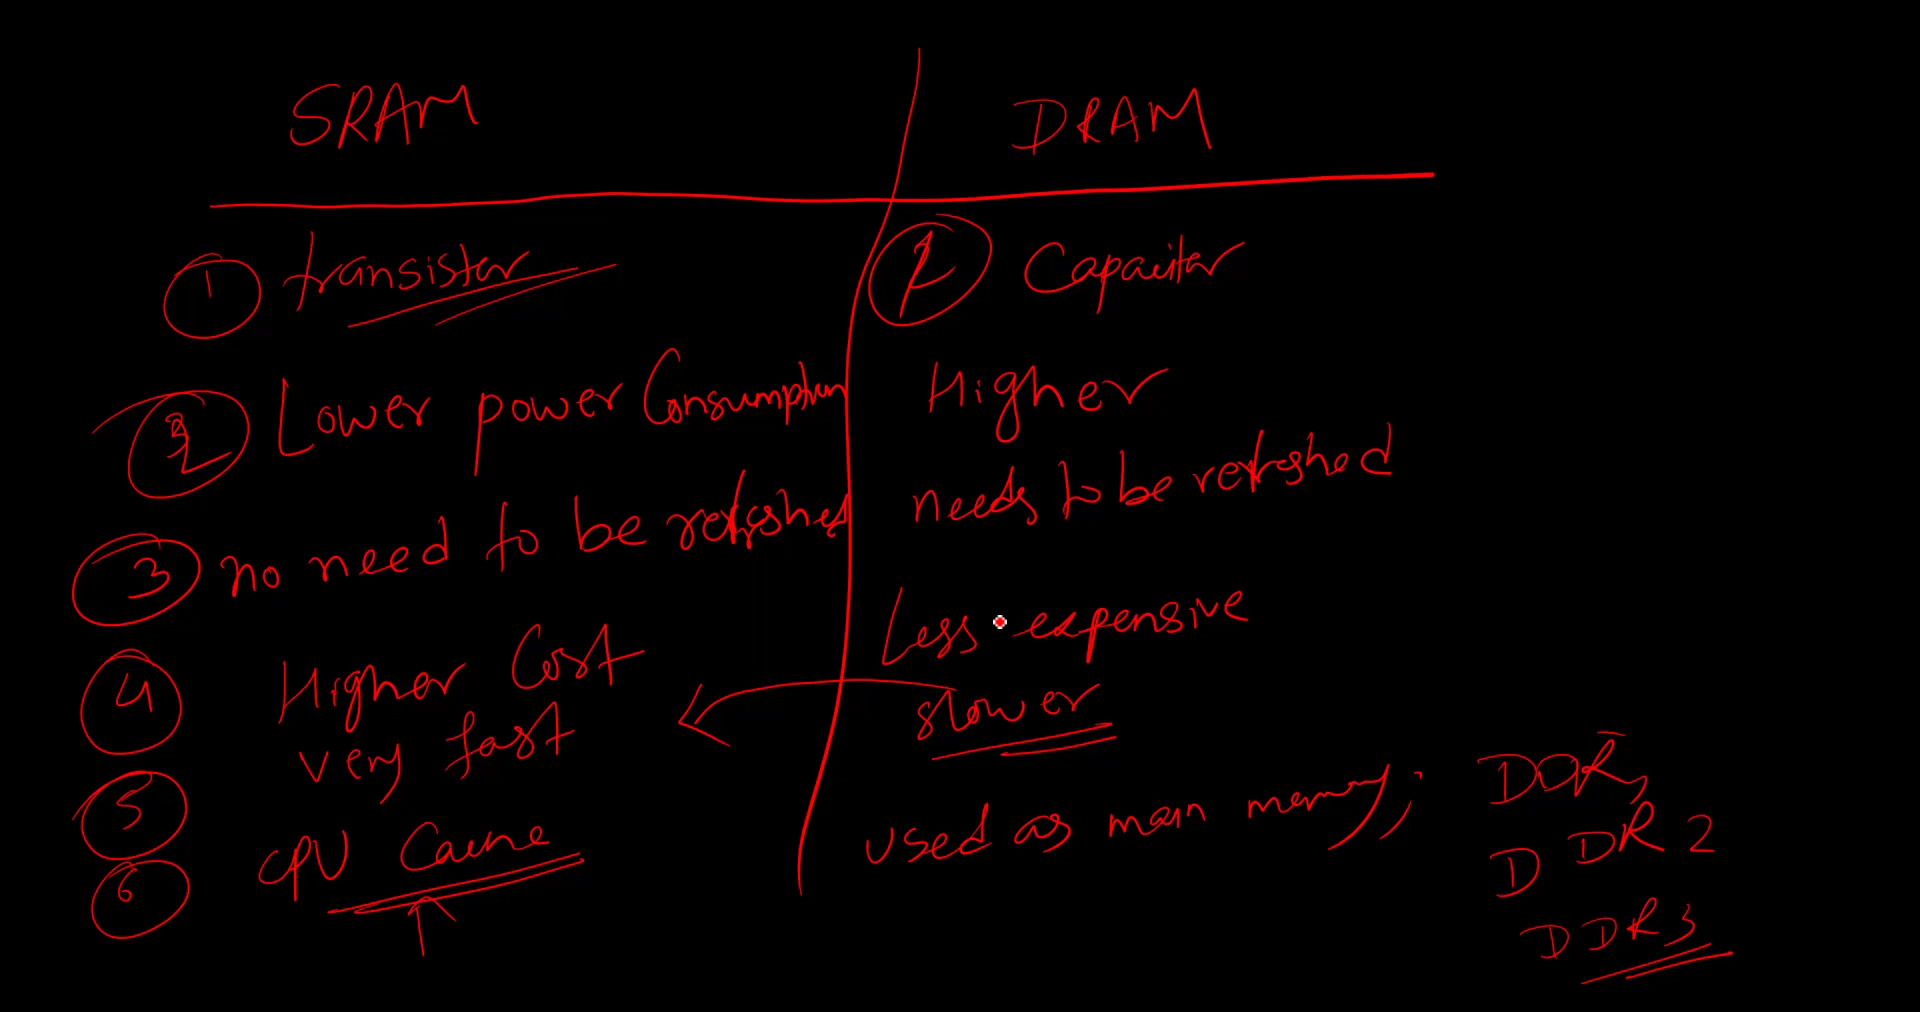 SRAM DRAM
1 transistor 1 Capacitor
2 Lower power Consumption Higher
3 no need to be refreshed needs to be refreshed
4 Higher Cost Less expensive
5 very fast slower
6 CPU Cache used as main memory, DDR,
DDR 2
DDR3